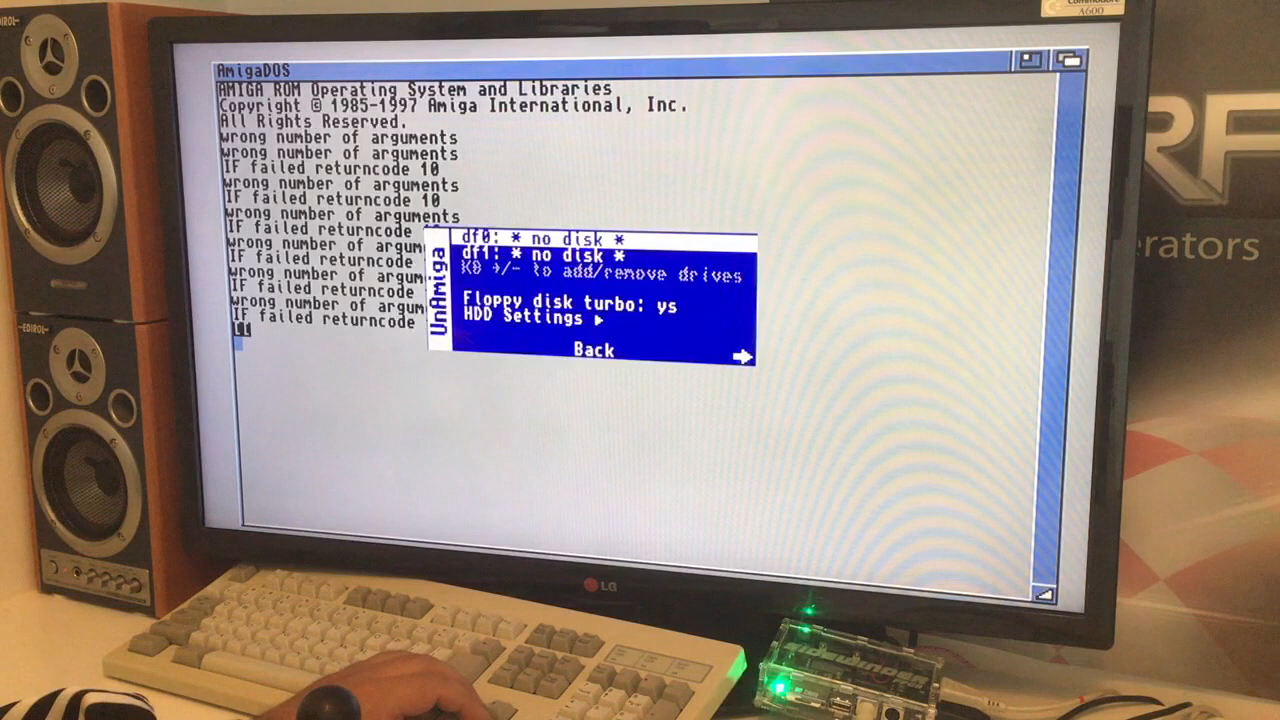 EDIROL
Commodore
A600
AmigaDOS
AMIGA ROM Operating System and Libraries
Copyright © 1985-1997 Amiga International, Inc.
All Rights Reserved.
wrong number of arguments
wrong number of arguments
IF failed returncode 10
wrong number of arguments
IF failed returncode 10
wrong number of arguments
IF failed returncode
wrong number of argum
IF failed returncode
wrong number of argum
IF failed returncode
wrong number of argum
IF failed returncode
UnAmiga
df0: * no disk *
df1: * no disk *
KB +/- to add/remove drives
Floppy disk turbo: ys
HDD Settings ▶
Back
RF
rators
EDIROL
LG